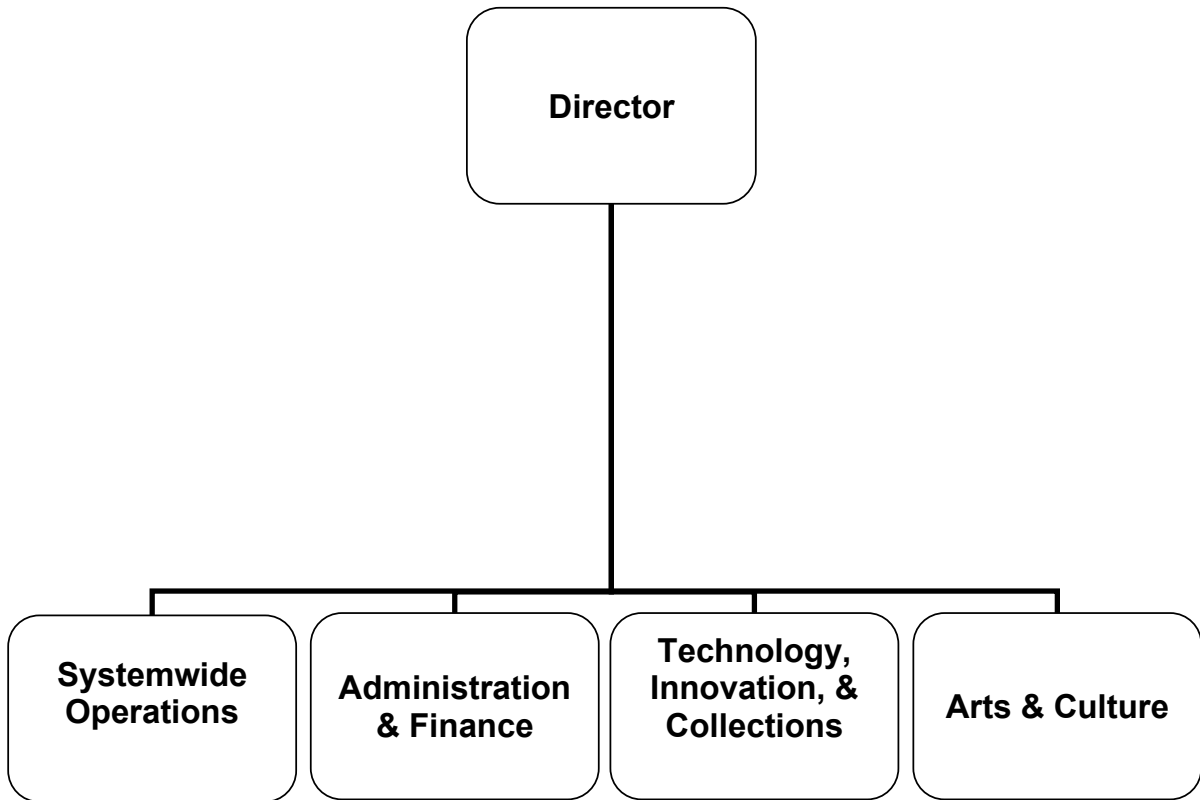 Director
Systemwide
Operations
Administration
& Finance
Technology,
Innovation, &
Collections
Arts & Culture